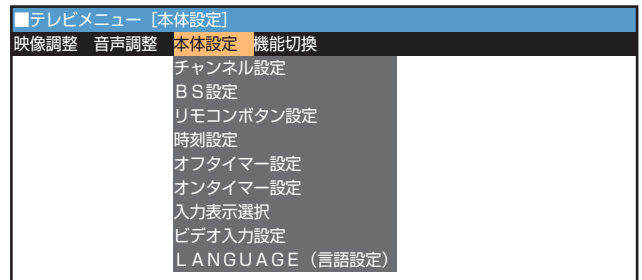 ■テレビメニュー［本体設定］
映像調整 音声調整 本体設定 機能切換
チャンネル設定
ＢＳ設定
リモコンボタン設定
時刻設定
オフタイマー設定
オンタイマー設定
入力表示選択
ビデオ入力設定
ＬＡＮＧＵＡＧＥ（言語設定）